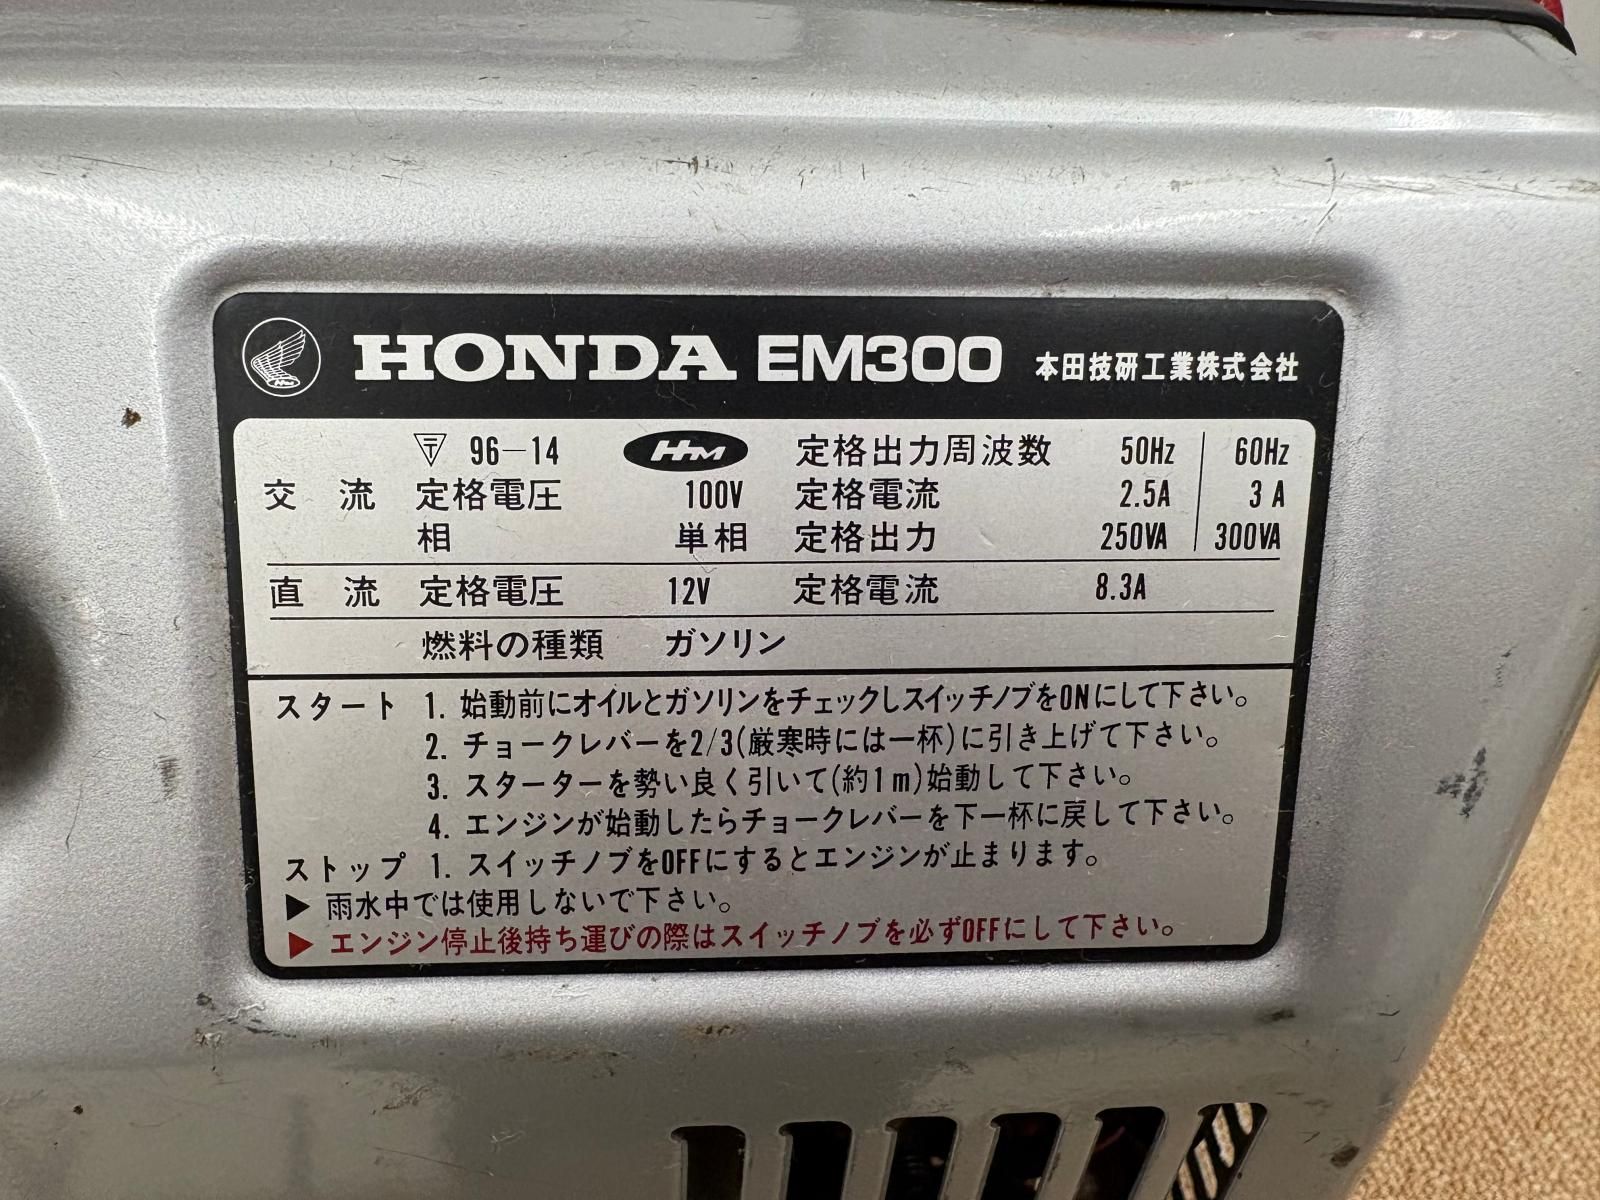 HONDA EM300 本田技研工業株式会社
〒 96-14 HM 定格出力周波数 50Hz 60Hz
交流 定格電圧 100V 定格電流 2.5A 3A
相 単相 定格出力 250VA 300VA
直流 定格電圧 12V 定格電流 8.3A
燃料の種類 ガソリン
スタート 1. 始動前にオイルとガソリンをチェックしスイッチノブをONにして下さい。
2. チョークレバーを2/3(厳寒時には一杯)に引き上げて下さい。
3. スターターを勢い良く引いて(約1m)始動して下さい。
4. エンジンが始動したらチョークレバーを下一杯に戻して下さい。
ストップ 1. スイッチノブをOFFにするとエンジンが止まります。
▶ 雨水中では使用しないで下さい。
▶ エンジン停止後持ち運びの際はスイッチノブを必ずOFFにして下さい。